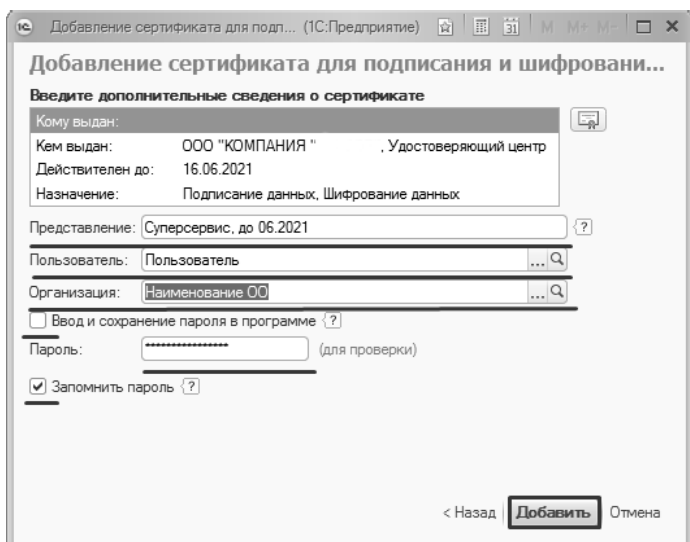 1С Добавление сертификата для подп... (1С:Предприятие) 31 M M+ M-
Добавление сертификата для подписания и шифровани...
Введите дополнительные сведения о сертификате
Кому выдан:
Кем выдан: ООО "КОМПАНИЯ " , Удостоверяющий центр
Действителен до: 16.06.2021
Назначение: Подписание данных, Шифрование данных
Представление: Суперсервис, до 06.2021 ?
Пользователь: Пользователь ...
Организация: Наименование ОО ...
Ввод и сохранение пароля в программе ?
Пароль: **************** (для проверки)
Запомнить пароль ?
< Назад Добавить Отмена